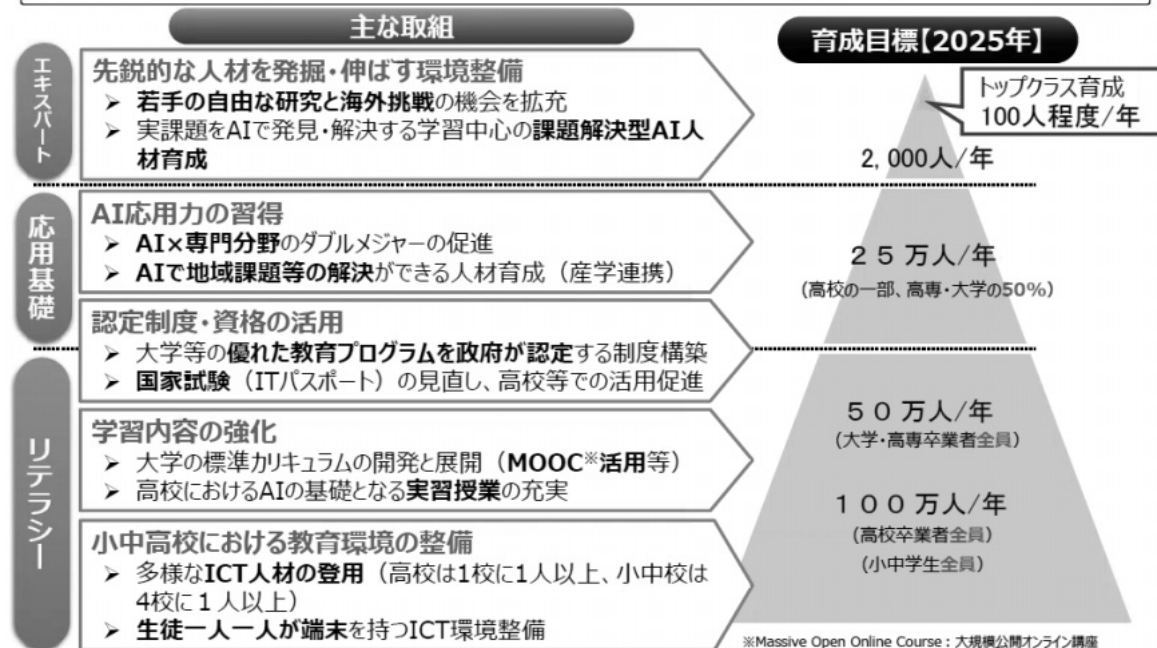 主な取組
育成目標【2025年】
エキスパート
先鋭的な人材を発掘・伸ばす環境整備
➢ 若手の自由な研究と海外挑戦の機会を拡充
➢ 実課題をAIで発見・解決する学習中心の課題解決型AI人
材育成
トップクラス育成
100人程度/年
2,000人/年
応用基礎
AI応用力の習得
➢ AI×専門分野のダブルメジャーの促進
➢ AIで地域課題等の解決ができる人材育成（産学連携）
２５万人/年
(高校の一部、高専・大学の50%)
認定制度・資格の活用
➢ 大学等の優れた教育プログラムを政府が認定する制度構築
➢ 国家試験（ITパスポート）の見直し、高校等での活用促進
リテラシー
学習内容の強化
➢ 大学の標準カリキュラムの開発と展開（MOOC※活用等）
➢ 高校におけるAIの基礎となる実習授業の充実
５０万人/年
(大学・高専卒業者全員)
小中高校における教育環境の整備
➢ 多様なICT人材の登用（高校は1校に1人以上、小中校は
4校に１人以上）
➢ 生徒一人一人が端末を持つICT環境整備
１００万人/年
(高校卒業者全員)
(小中学生全員)
※Massive Open Online Course：大規模公開オンライン講座